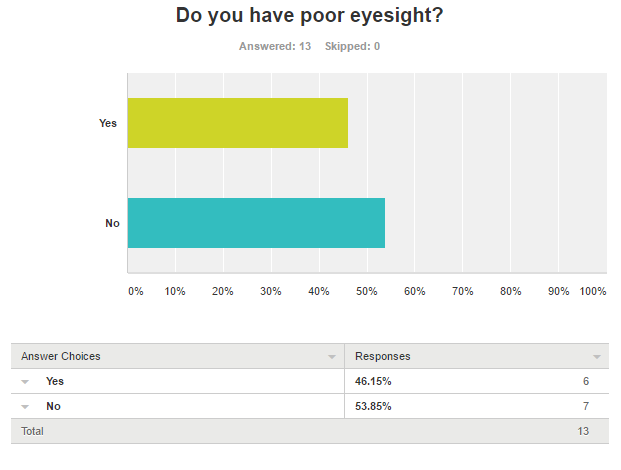 Do you have poor eyesight?
Answered: 13 Skipped: 0
Yes
No
0% 10% 20% 30% 40% 50% 60% 70% 80% 90% 100%
Answer Choices Responses
Yes 46.15% 6
No 53.85% 7
Total 13